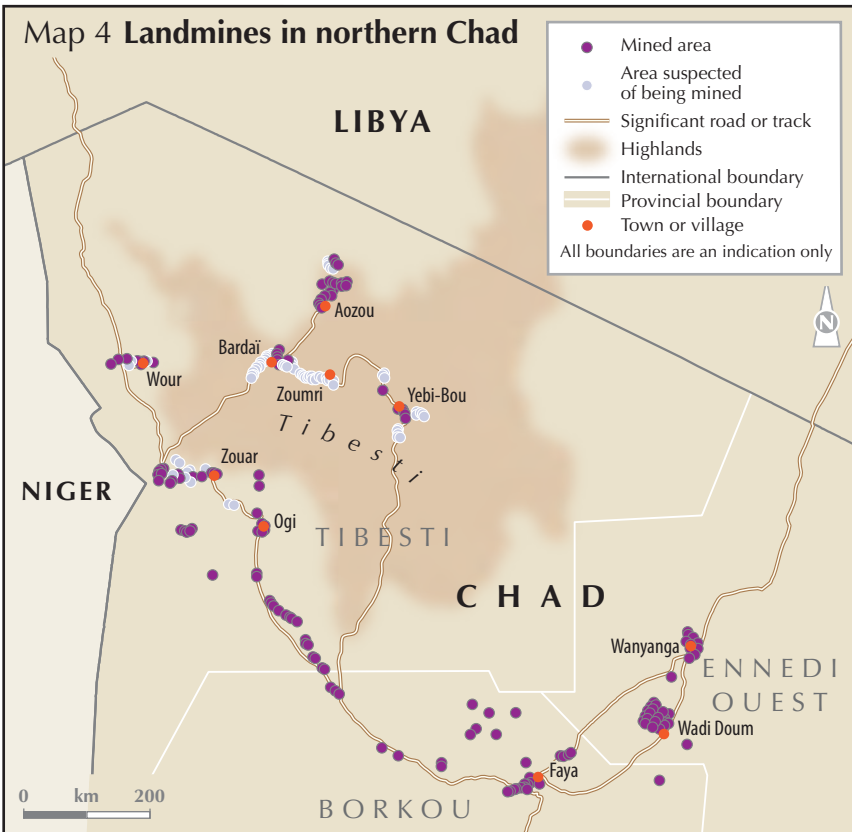 Map 4 Landmines in northern Chad
Mined area
Area suspected
of being mined
Significant road or track
Highlands
International boundary
Provincial boundary
Town or village
All boundaries are an indication only
LIBYA
N
Aozou
Bardaï
Wour
Zoumri
Yebi-Bou
Tibesti
Zouar
NIGER
Ogi
TIBESTI
CHAD
Wanyanga
ENNEDI
OUEST
Wadi Doum
Faya
0 km 200
BORKOU